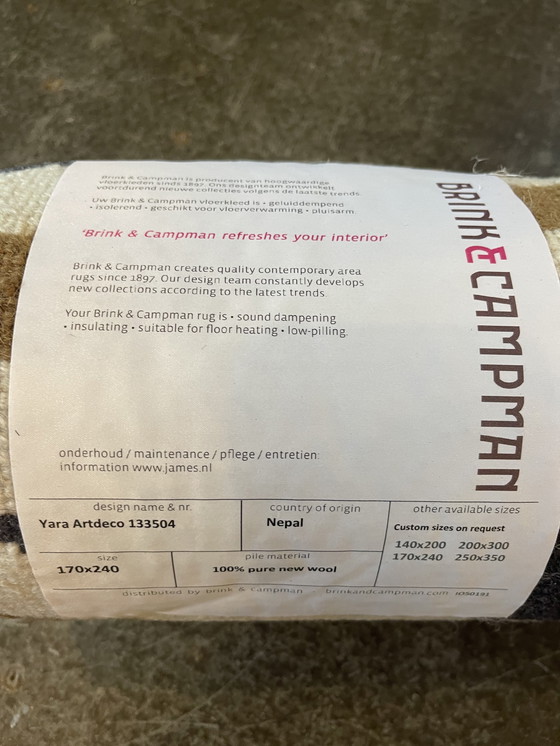 Brink & Campman is producent van hoogwaardige
vloerkleden sinds 1897. Ons designteam ontwikkelt
voortdurend nieuwe collecties volgens de laatste trends.
Uw Brink & Campman vloerkleed is • geluiddempend
• isolerend • geschikt voor vloerverwarming • pluisarm.
'Brink & Campman refreshes your interior'
Brink & Campman creates quality contemporary area
rugs since 1897. Our design team constantly develops
new collections according to the latest trends.
Your Brink & Campman rug is • sound dampening
• insulating • suitable for floor heating • low-pilling.
BRINK & CAMPMAN
onderhoud / maintenance / pflege / entretien:
information www.james.nl
design name & nr.
Yara Artdeco 133504
country of origin
Nepal
other available sizes
Custom sizes on request
140x200 200x300
170x240 250x350
size
170x240
pile material
100% pure new wool
distributed by brink & campman - brinkandcampman.com